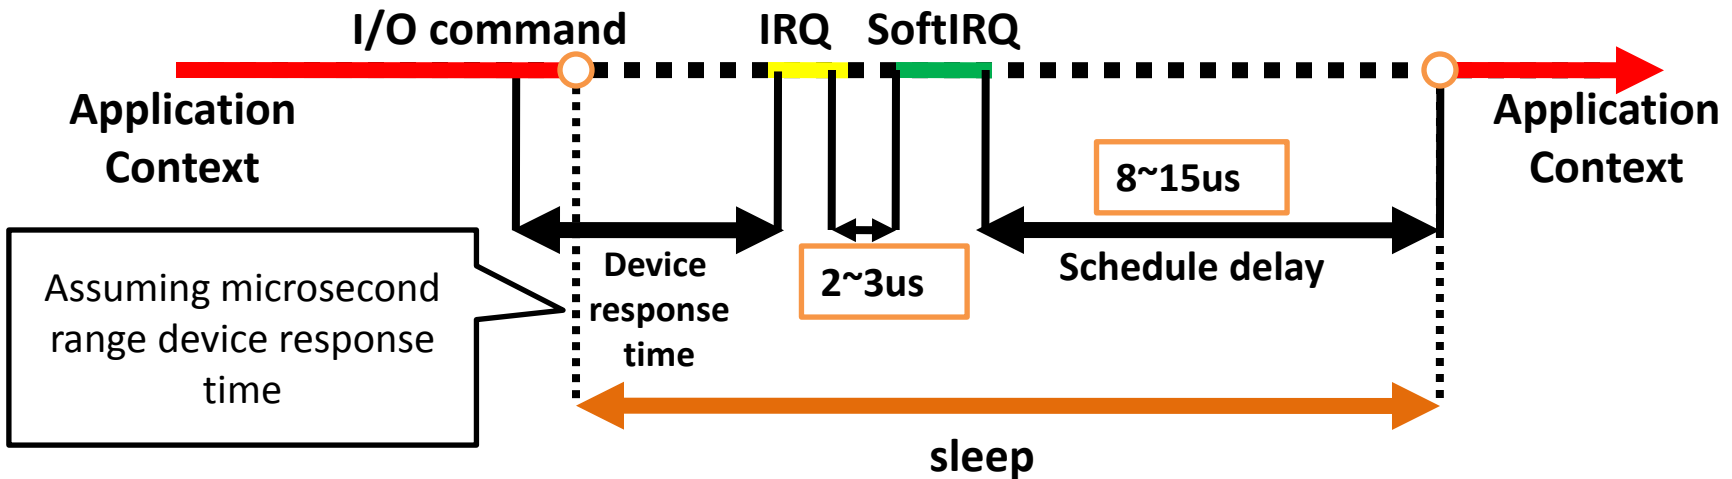 I/O command
IRQ
SoftIRQ
Application
Context
Application
Context
8~15us
Assuming microsecond
range device response
time
Device
response
time
2~3us
Schedule delay
sleep